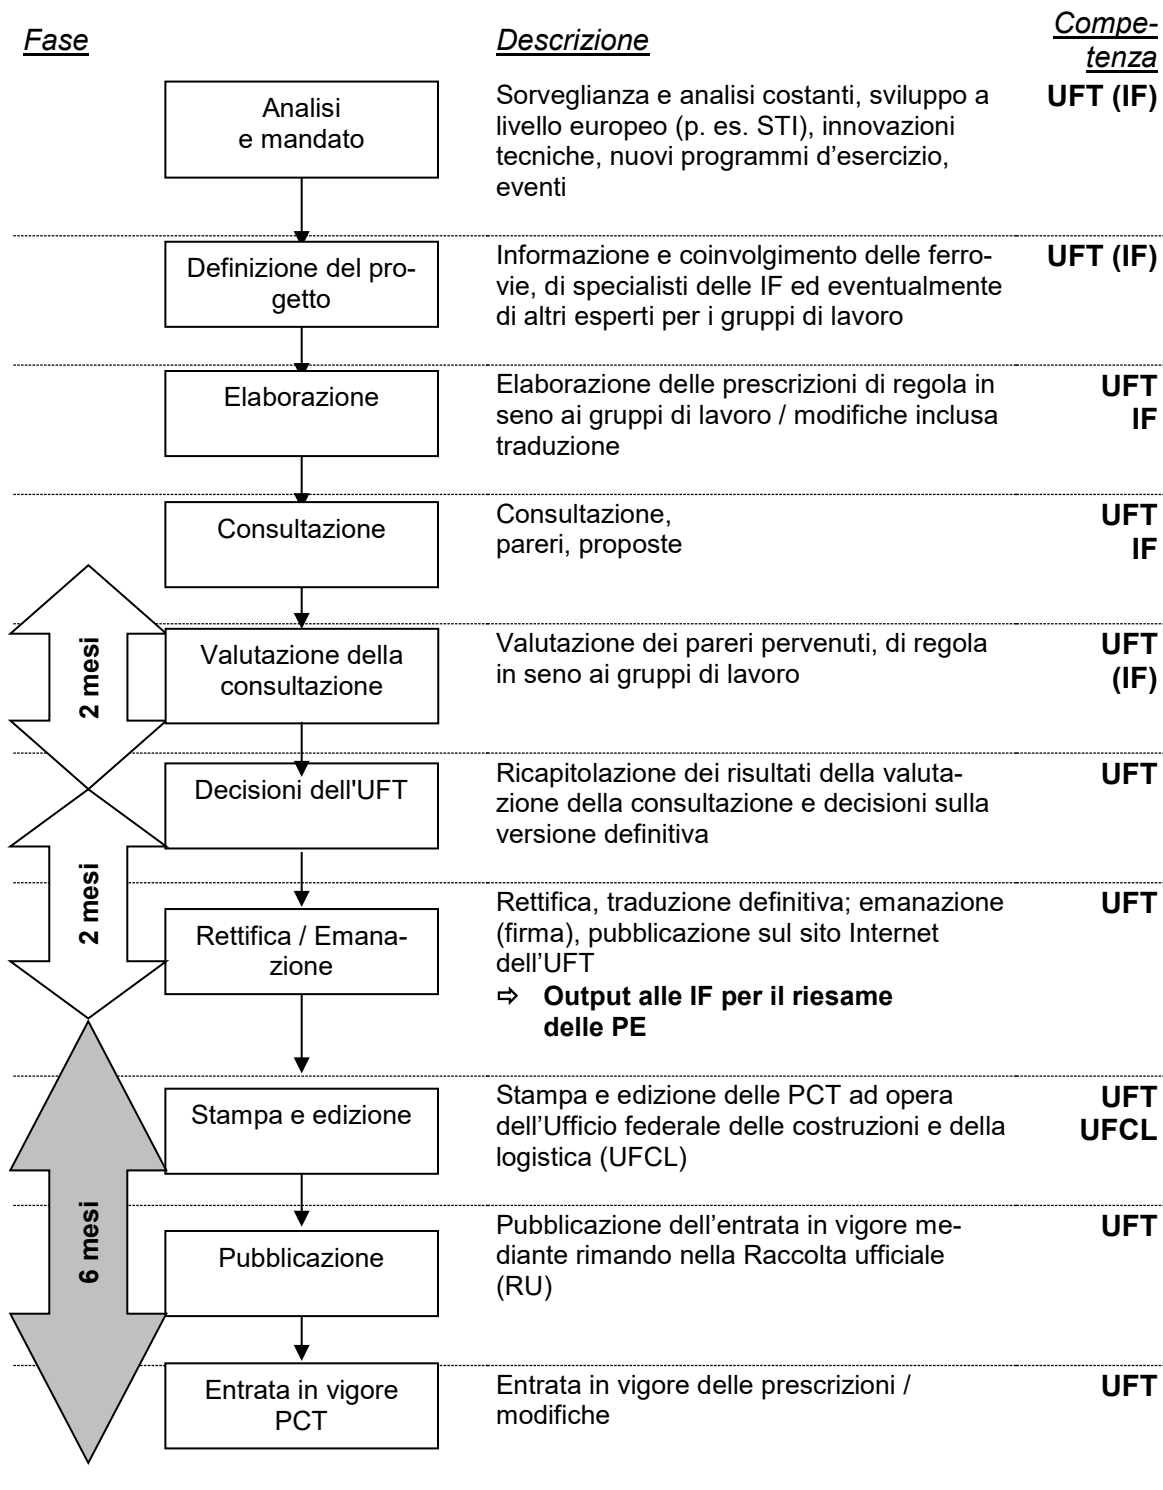 Fase
Descrizione
Compe-
tenza
Analisi
e mandato
Sorveglianza e analisi costanti, sviluppo a
livello europeo (p. es. STI), innovazioni
tecniche, nuovi programmi d’esercizio,
eventi
UFT (IF)
Definizione del pro-
getto
Informazione e coinvolgimento delle ferro-
vie, di specialisti delle IF ed eventualmente
di altri esperti per i gruppi di lavoro
UFT (IF)
Elaborazione
Elaborazione delle prescrizioni di regola in
seno ai gruppi di lavoro / modifiche inclusa
traduzione
UFT
IF
Consultazione
Consultazione,
pareri, proposte
UFT
IF
2 mesi
Valutazione della
consultazione
Valutazione dei pareri pervenuti, di regola
in seno ai gruppi di lavoro
UFT
(IF)
Decisioni dell'UFT
Ricapitolazione dei risultati della valuta-
zione della consultazione e decisioni sulla
versione definitiva
UFT
2 mesi
Rettifica / Emana-
zione
Rettifica, traduzione definitiva; emanazione
(firma), pubblicazione sul sito Internet
dell’UFT
⇨ Output alle IF per il riesame
delle PE
UFT
Stampa e edizione
Stampa e edizione delle PCT ad opera
dell’Ufficio federale delle costruzioni e della
logistica (UFCL)
UFT
UFCL
6 mesi
Pubblicazione
Pubblicazione dell’entrata in vigore me-
diante rimando nella Raccolta ufficiale
(RU)
UFT
Entrata in vigore
PCT
Entrata in vigore delle prescrizioni /
modifiche
UFT